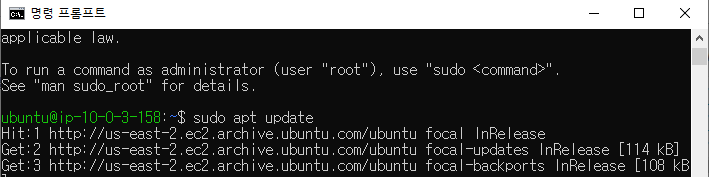 명령 프롬프트
applicable law.
To run a command as administrator (user "root"), use "sudo <command>".
See "man sudo_root" for details.
ubuntu@ip-10-0-3-158:~$ sudo apt update
Hit:1 http://us-east-2.ec2.archive.ubuntu.com/ubuntu focal InRelease
Get:2 http://us-east-2.ec2.archive.ubuntu.com/ubuntu focal-updates InRelease [114 kB]
Get:3 http://us-east-2.ec2.archive.ubuntu.com/ubuntu focal-backports InRelease [108 kB